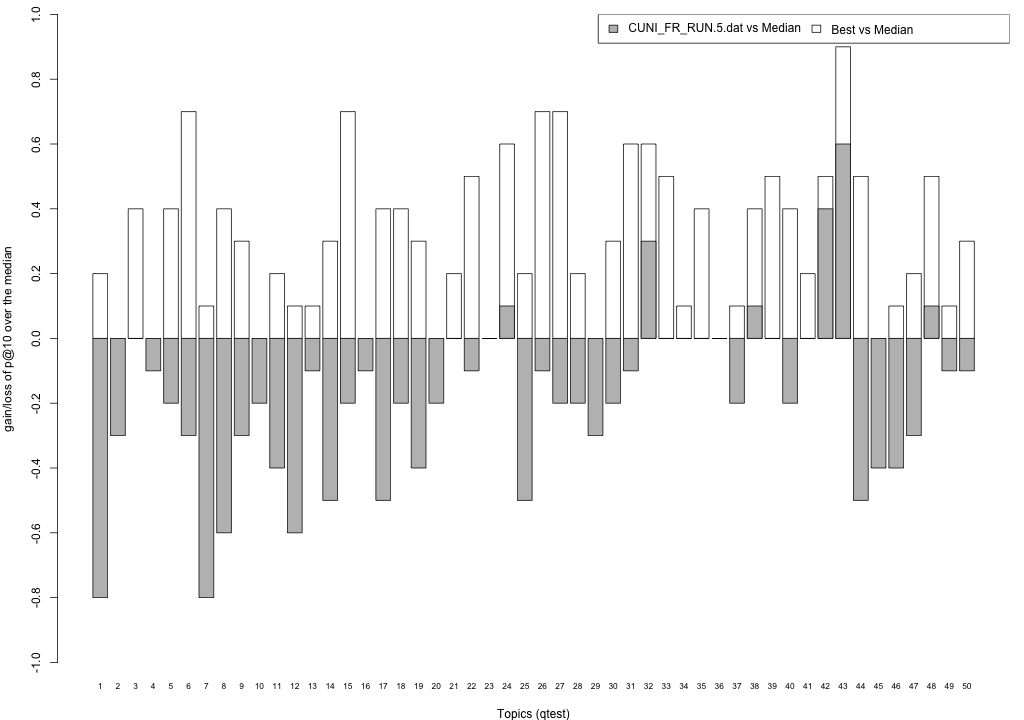 CUNI_FR_RUN.5.dat vs Median Best vs Median
1.0
0.8
0.6
0.4
0.2
0.0
-0.2
-0.4
-0.6
-0.8
-1.0
gain/loss of p@10 over the median
1 2 3 4 5 6 7 8 9 10 11 12 13 14 15 16 17 18 19 20 21 22 23 24 25 26 27 28 29 30 31 32 33 34 35 36 37 38 39 40 41 42 43 44 45 46 47 48 49 50
Topics (qtest)